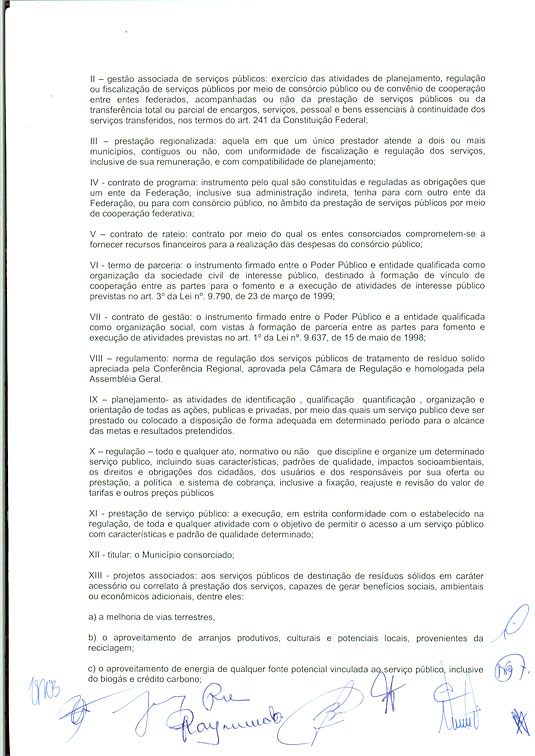 II – gestão associada de serviços públicos: exercício das atividades de planejamento, regulação
ou fiscalização de serviços públicos por meio de consórcio público ou de convênio de cooperação
entre entes federados, acompanhadas ou não da prestação de serviços públicos ou da
transferência total ou parcial de encargos, serviços, pessoal e bens essenciais à continuidade dos
serviços transferidos, nos termos do art. 241 da Constituição Federal;
III – prestação regionalizada: aquela em que um único prestador atende a dois ou mais
municípios, contíguos ou não, com uniformidade de fiscalização e regulação dos serviços,
inclusive de sua remuneração, e com compatibilidade de planejamento;
IV - contrato de programa: instrumento pelo qual são constituídas e reguladas as obrigações que
um ente da Federação, inclusive sua administração indireta, tenha para com outro ente da
Federação, ou para com consórcio público, no âmbito da prestação de serviços públicos por meio
de cooperação federativa;
V – contrato de rateio: contrato por meio do qual os entes consorciados comprometem-se a
fornecer recursos financeiros para a realização das despesas do consórcio público;
VI - termo de parceria: o instrumento firmado entre o Poder Público e entidade qualificada como
organização da sociedade civil de interesse público, destinado à formação de vínculo de
cooperação entre as partes para o fomento e a execução de atividades de interesse público
previstas no art. 3º da Lei nº. 9.790, de 23 de março de 1999;
VII - contrato de gestão: o instrumento firmado entre o Poder Público e a entidade qualificada
como organização social, com vistas à formação de parceria entre as partes para fomento e
execução de atividades previstas no art. 1º da Lei nº. 9.637, de 15 de maio de 1998;
VIII – regulamento: norma de regulação dos serviços públicos de tratamento de resíduo solido
apreciada pela Conferência Regional, aprovada pela Câmara de Regulação e homologada pela
Assembléia Geral.
IX – planejamento- as atividades de identificação , qualificação quantificação , organização e
orientação de todas as ações, publicas e privadas, por meio das quais um serviço publico deve ser
prestado ou colocado a disposição de forma adequada em determinado período para o alcance
das metas e resultados pretendidos.
X – regulação – todo e qualquer ato, normativo ou não que discipline e organize um determinado
serviço publico, incluindo suas características, padrões de qualidade, impactos socioambientais,
os direitos e obrigações dos cidadãos, dos usuários e dos responsáveis por sua oferta ou
prestação, a política e sistema de cobrança, inclusive a fixação, reajuste e revisão do valor de
tarifas e outros preços públicos
XI - prestação de serviço público: a execução, em estrita conformidade com o estabelecido na
regulação, de toda e qualquer atividade com o objetivo de permitir o acesso a um serviço público
com características e padrão de qualidade determinado;
XII - titular: o Município consorciado;
XIII - projetos associados: aos serviços públicos de destinação de resíduos sólidos em caráter
acessório ou correlato à prestação dos serviços, capazes de gerar benefícios sociais, ambientais
ou econômicos adicionais, dentre eles:
a) a melhoria de vias terrestres,
b) o aproveitamento de arranjos produtivos, culturais e potenciais locais, provenientes da
reciclagem;
c) o aproveitamento de energia de qualquer fonte potencial vinculada ao serviço público, inclusive
do biogás e crédito carbono;
Raymunda